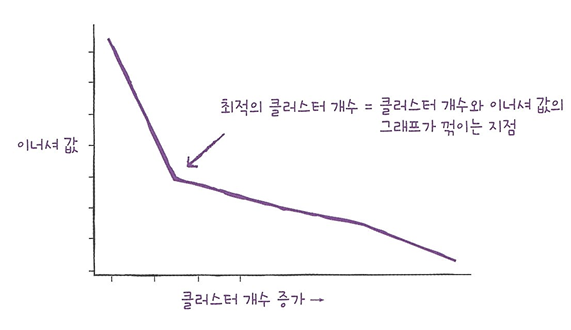 최적의 클러스터 개수 = 클러스터 개수와 이너셔 값의
그래프가 꺾이는 지점
이너셔 값
클러스터 개수 증가 →